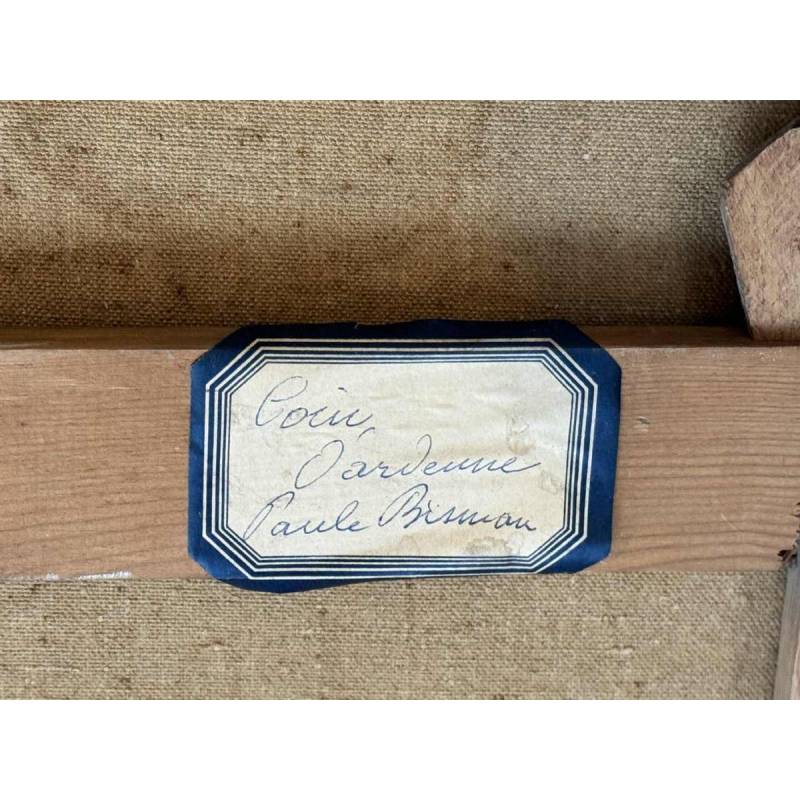 Coin
d'ardenne
Paule Bisman